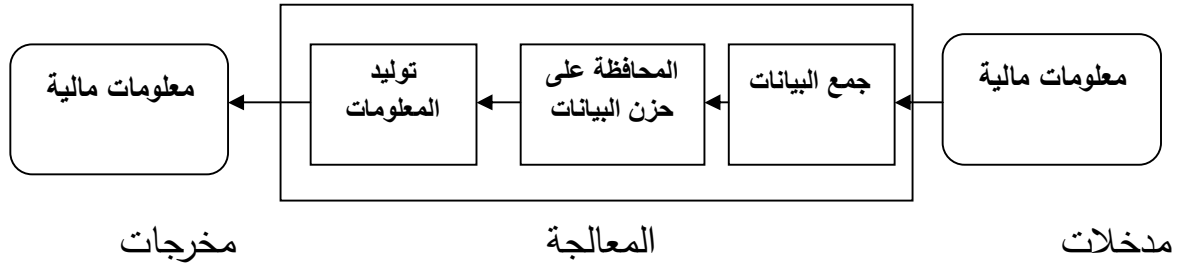 معلومات مالية
جمع البيانات
المحافظة على
حزن البيانات
توليد
المعلومات
معلومات مالية
مدخلات
المعالجة
مخرجات